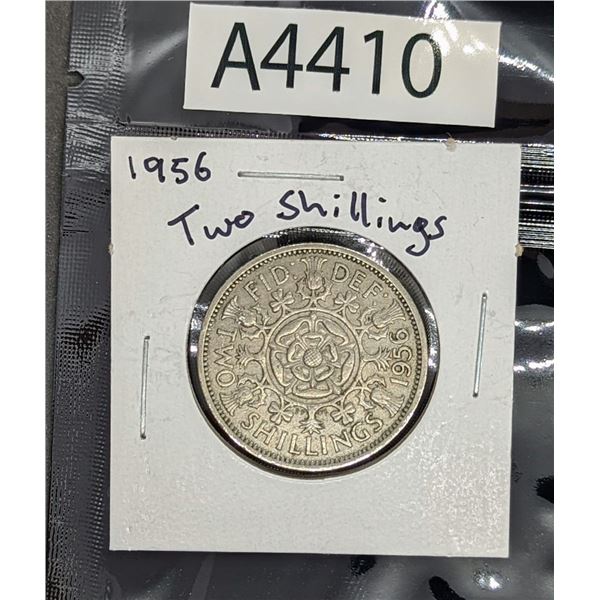 A4410
1956
Two Shillings
FID· DEF·
1956
TWO SHILLINGS